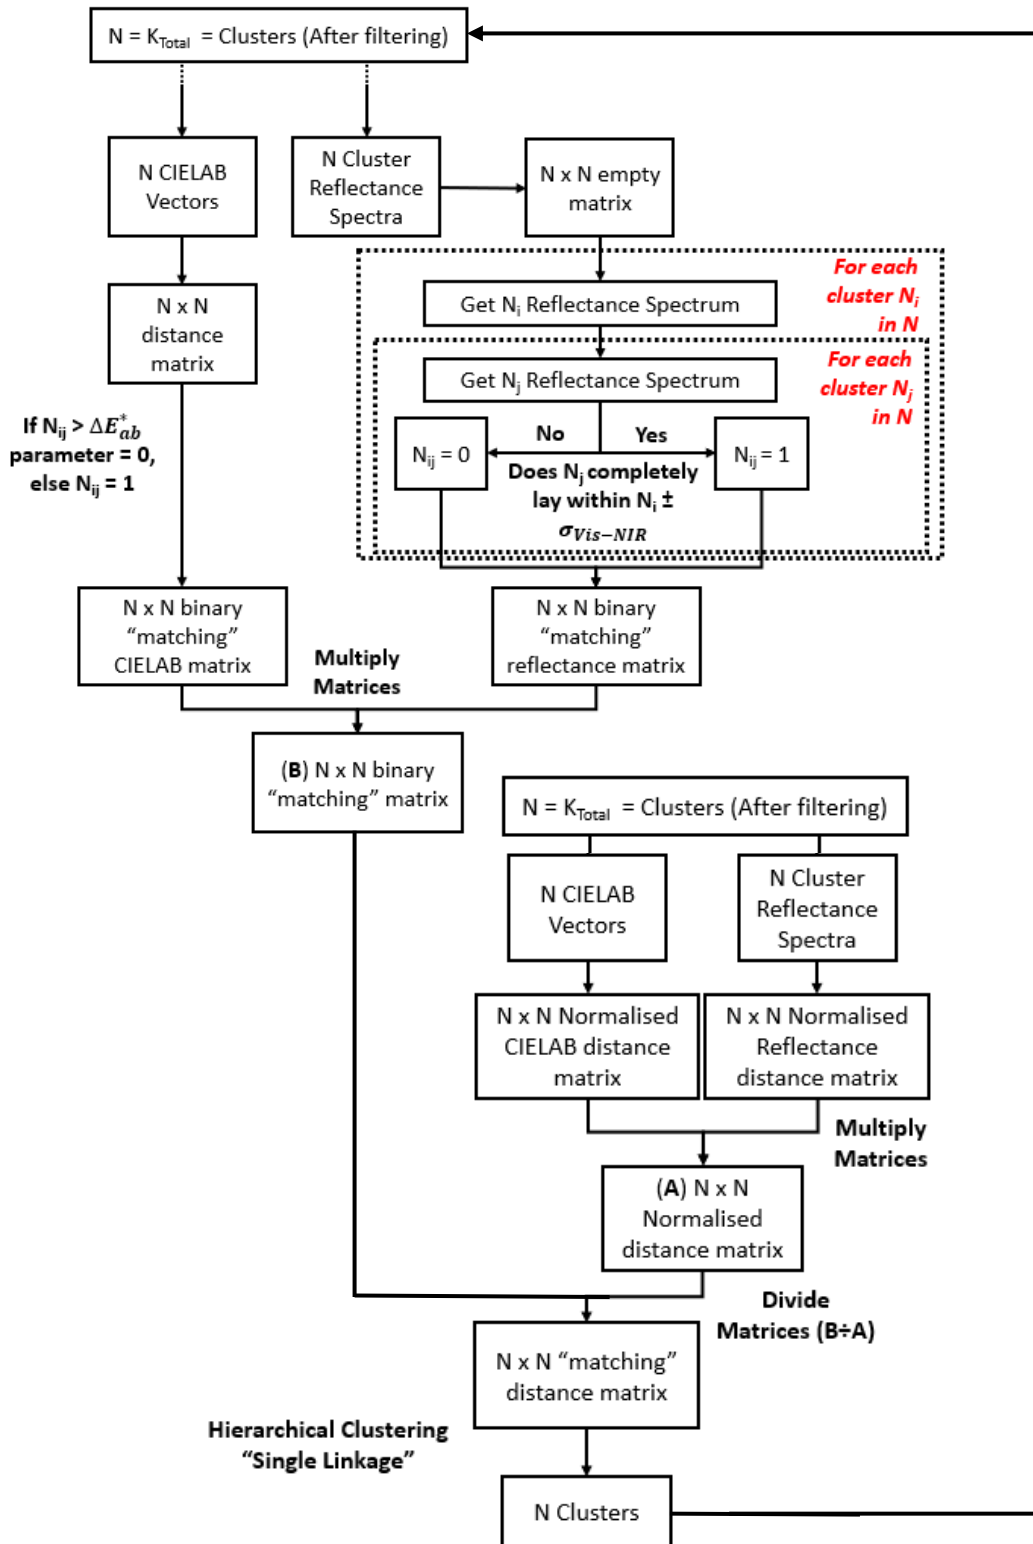 N = K_Total = Clusters (After filtering)
N CIELAB
Vectors
N Cluster
Reflectance
Spectra
N x N empty
matrix
For each
cluster N_i
in N
Get N_i Reflectance Spectrum
N x N
distance
matrix
For each
cluster N_j
in N
Get N_j Reflectance Spectrum
If N_ij > ΔE*_ab
parameter = 0,
else N_ij = 1
No
Yes
N_ij = 0
N_ij = 1
Does N_j completely
lay within N_i ±
σ_Vis−NIR
N x N binary
“matching”
CIELAB matrix
N x N binary
“matching”
reflectance matrix
Multiply
Matrices
(B) N x N binary
“matching” matrix
N = K_Total = Clusters (After filtering)
N CIELAB
Vectors
N Cluster
Reflectance
Spectra
N x N Normalised
CIELAB distance
matrix
N x N Normalised
Reflectance
distance matrix
Multiply
Matrices
(A) N x N
Normalised
distance matrix
Divide
Matrices (B÷A)
N x N “matching”
distance matrix
Hierarchical Clustering
“Single Linkage”
N Clusters